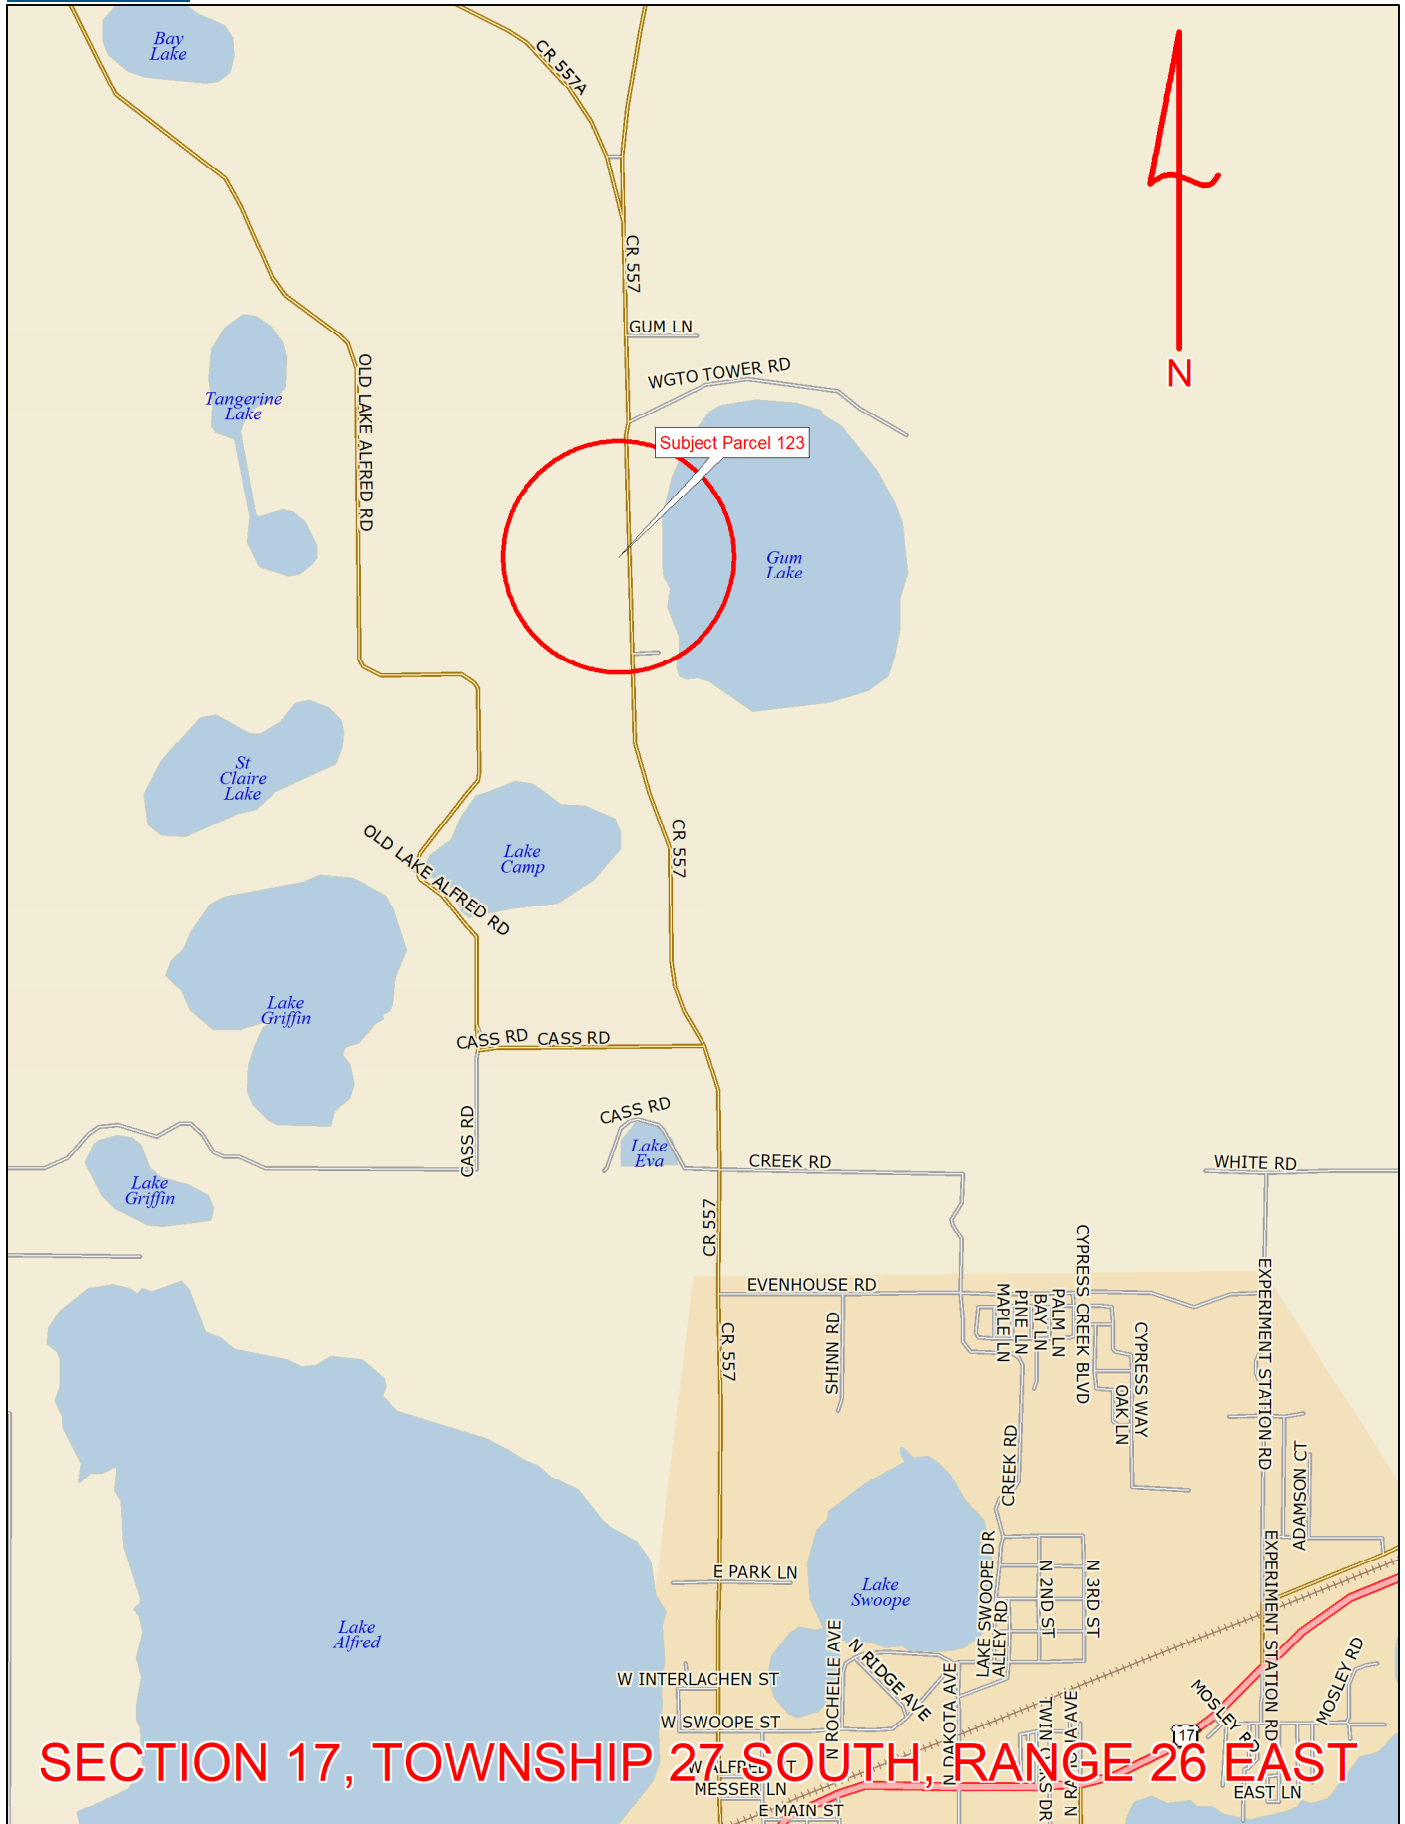 Bay
Lake
CR 557A
CR 557
GUM LN
WGTO TOWER RD
N
OLD LAKE ALFRED RD
Tangerine
Lake
Subject Parcel 123
Gum
Lake
St
Claire
Lake
OLD LAKE ALFRED RD
Lake
Camp
CR 557
Lake
Griffin
CASS RD
CASS RD
CASS RD
CASS RD
Lake
Eva
CREEK RD
WHITE RD
Lake
Griffin
CR 557
EVENHOUSE RD
SHINN RD
MAPLE LN
PINE LN
BAY LN
PALM LN
CYPRESS CREEK BLVD
CYPRESS WAY
OAK LN
EXPERIMENT STATION RD
CR 557
CREEK RD
ADAMSON CT
E PARK LN
Lake
Swoope
LAKE SWOOPE DR
ALLEY RD
N 2ND ST
N 3RD ST
EXPERIMENT STATION RD
Lake
Alfred
W INTERLACHEN ST
N ROCHELLE AVE
N RIDGE AVE
N DAKOTA AVE
MOSLEY RD
MOSLEY RD
W SWOOPE ST
17
SECTION 17, TOWNSHIP 27 SOUTH, RANGE 26 EAST
W ALFRED ST
MESSER LN
E MAIN ST
EAST LN